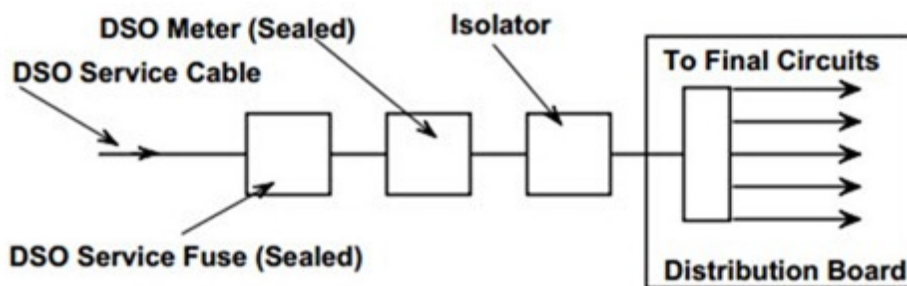 DSO Meter (Sealed)
Isolator
To Final Circuits
DSO Service Cable
DSO Service Fuse (Sealed)
Distribution Board